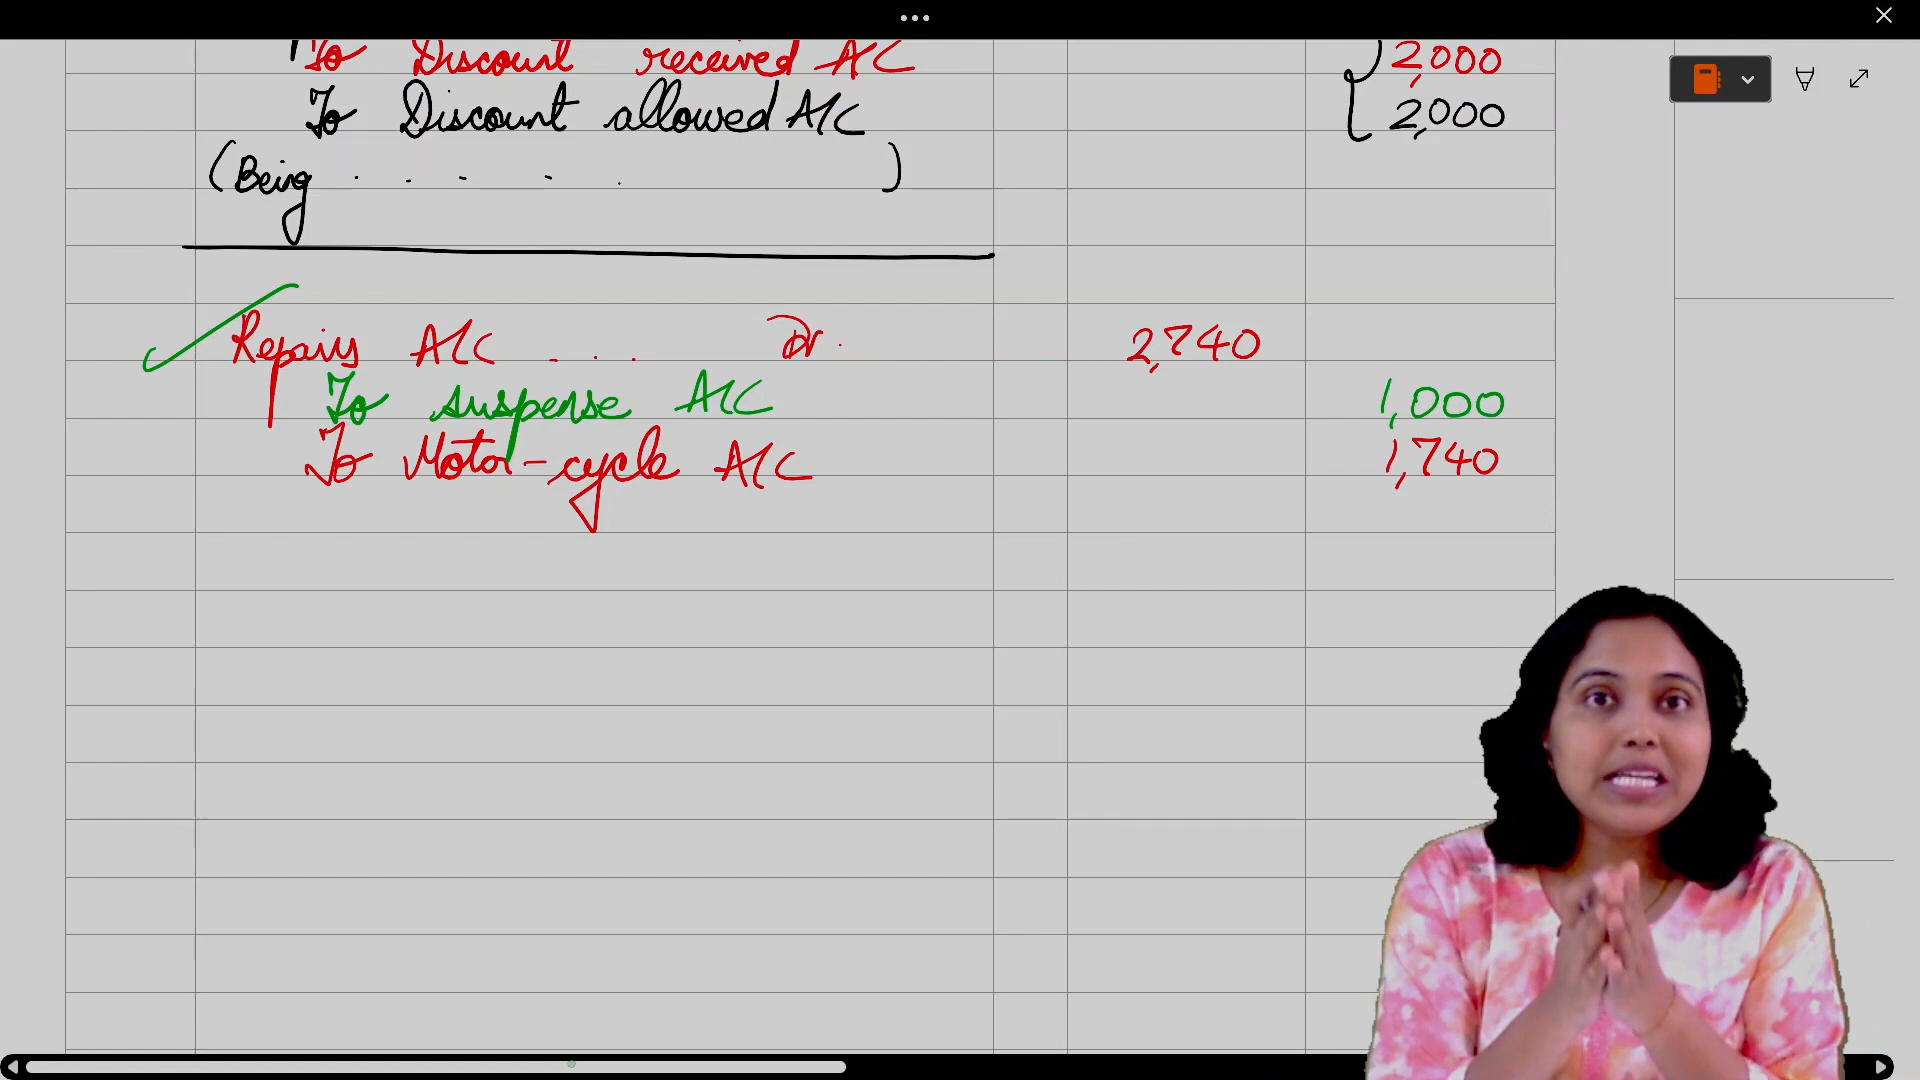 To Discount received A/C 2,000
To Discount allowed A/C 2,000
(Being . . . . . )
Repairs A/C . . . Dr. 2,740
To suspense A/C 1,000
To Motor-cycle A/C 1,740